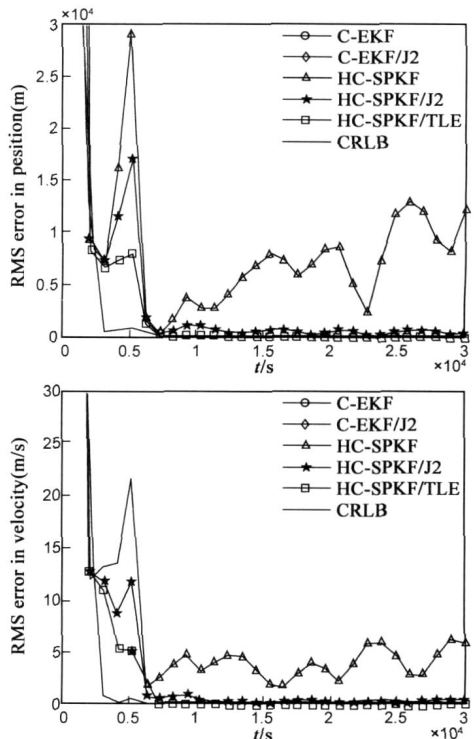 ×10⁴
3
2.5
2
1.5
1
0.5
0
RMS error in position(m)
C-EKF
C-EKF/J2
HC-SPKF
HC-SPKF/J2
HC-SPKF/TLE
CRLB
0 0.5 1 1.5 2 2.5 3
t/s
×10⁴
30
25
20
15
10
5
0
RMS error in velocity(m/s)
C-EKF
C-EKF/J2
HC-SPKF
HC-SPKF/J2
HC-SPKF/TLE
CRLB
0 0.5 1 1.5 2 2.5 3
t/s
×10⁴